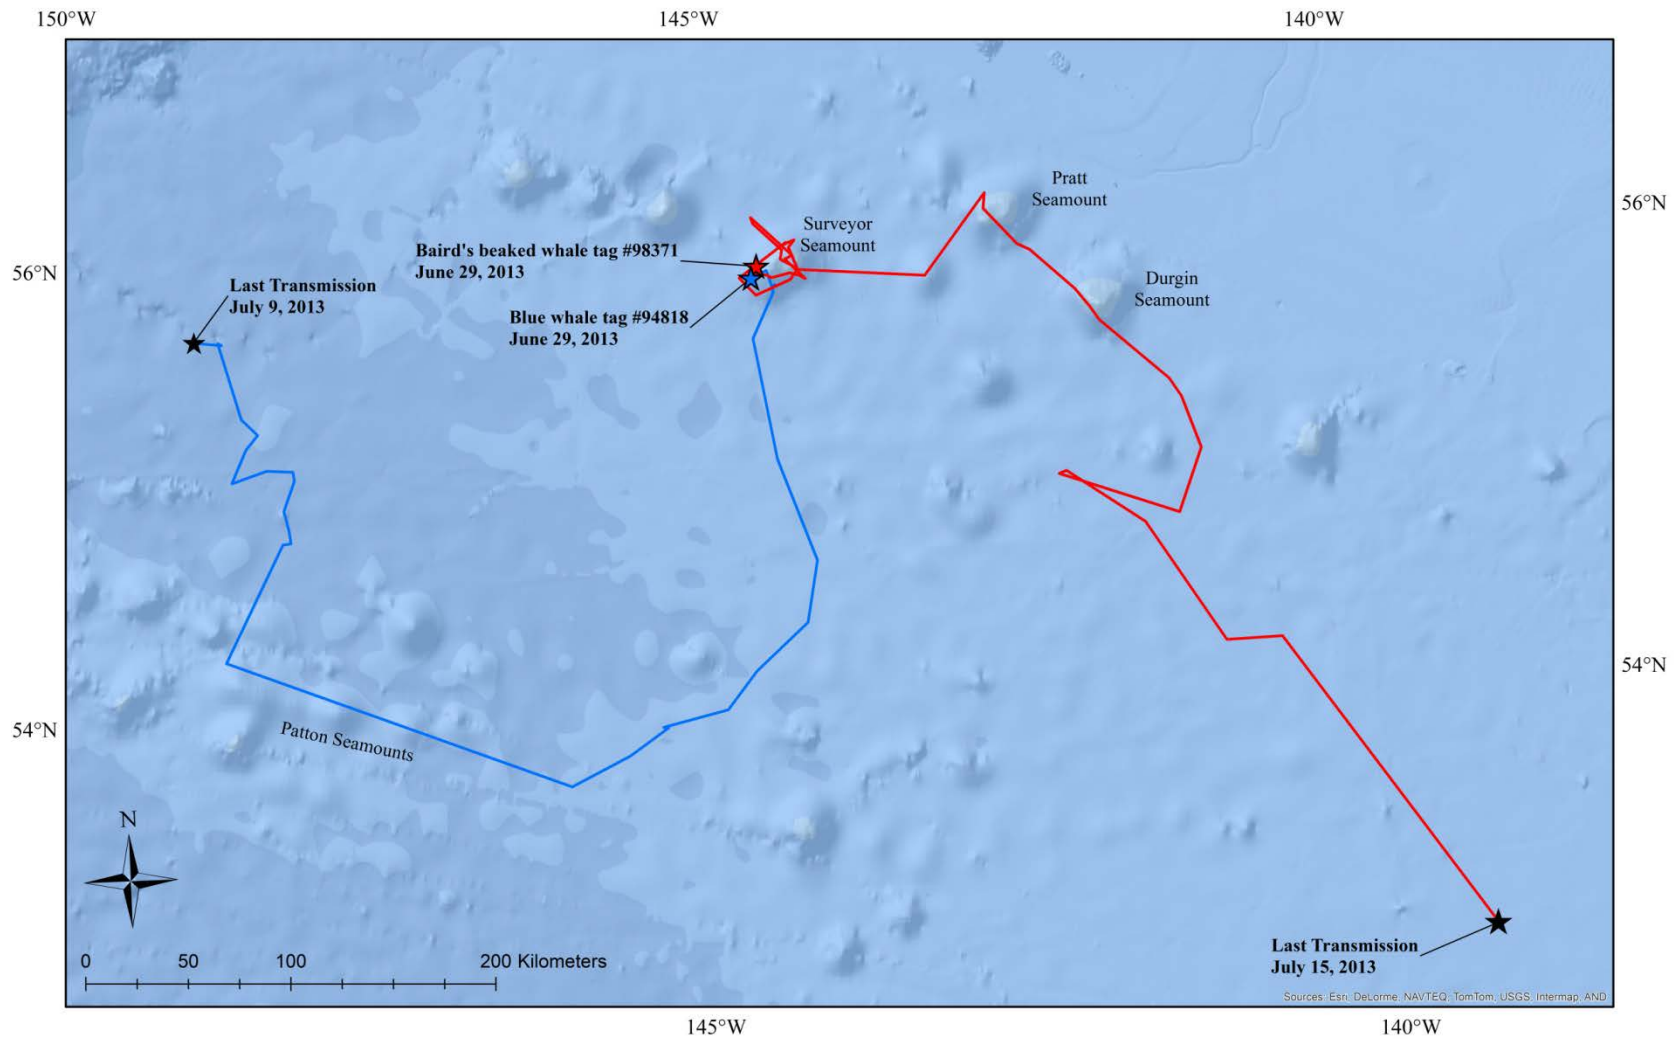 150°W
145°W
140°W
Pratt
Seamount
56°N
Surveyor
Seamount
Baird's beaked whale tag #98371
June 29, 2013
56°N
Durgin
Seamount
Last Transmission
July 9, 2013
Blue whale tag #94818
June 29, 2013
54°N
54°N
Patton Seamounts
N
Last Transmission
July 15, 2013
0 50 100 200 Kilometers
Sources: Esri, DeLorme, NAVTEQ, TomTom, USGS, Intermap, AND
145°W
140°W